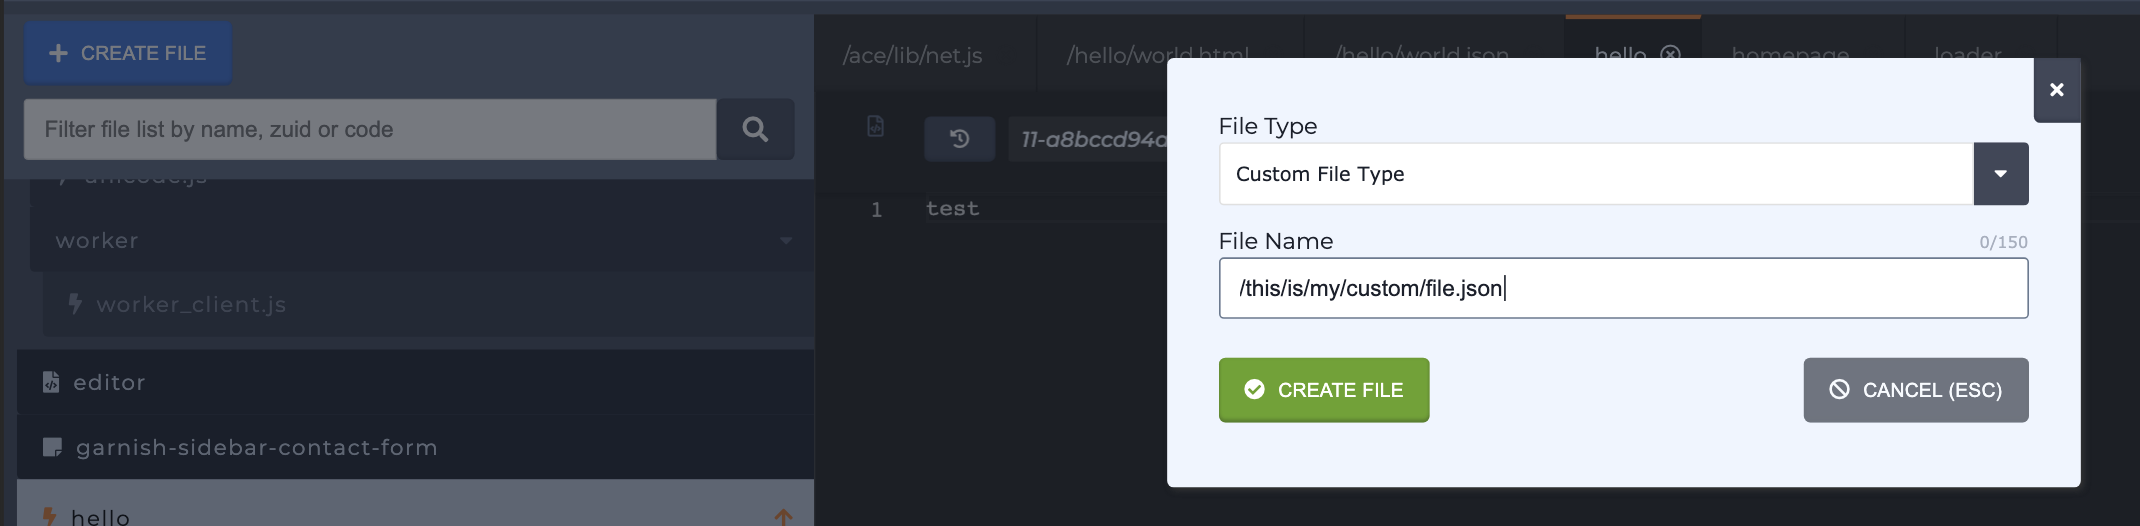 CREATE FILE
Filter file list by name, zuid or code
unicode.js
worker
worker_client.js
editor
garnish-sidebar-contact-form
hello
/ace/lib/net.js
/hello/world.html
/hello/world.json
hello
homepage
loader
11-a8bccd94a
1
test
File Type
Custom File Type
File Name
0/150
/this/is/my/custom/file.json
CREATE FILE
CANCEL (ESC)